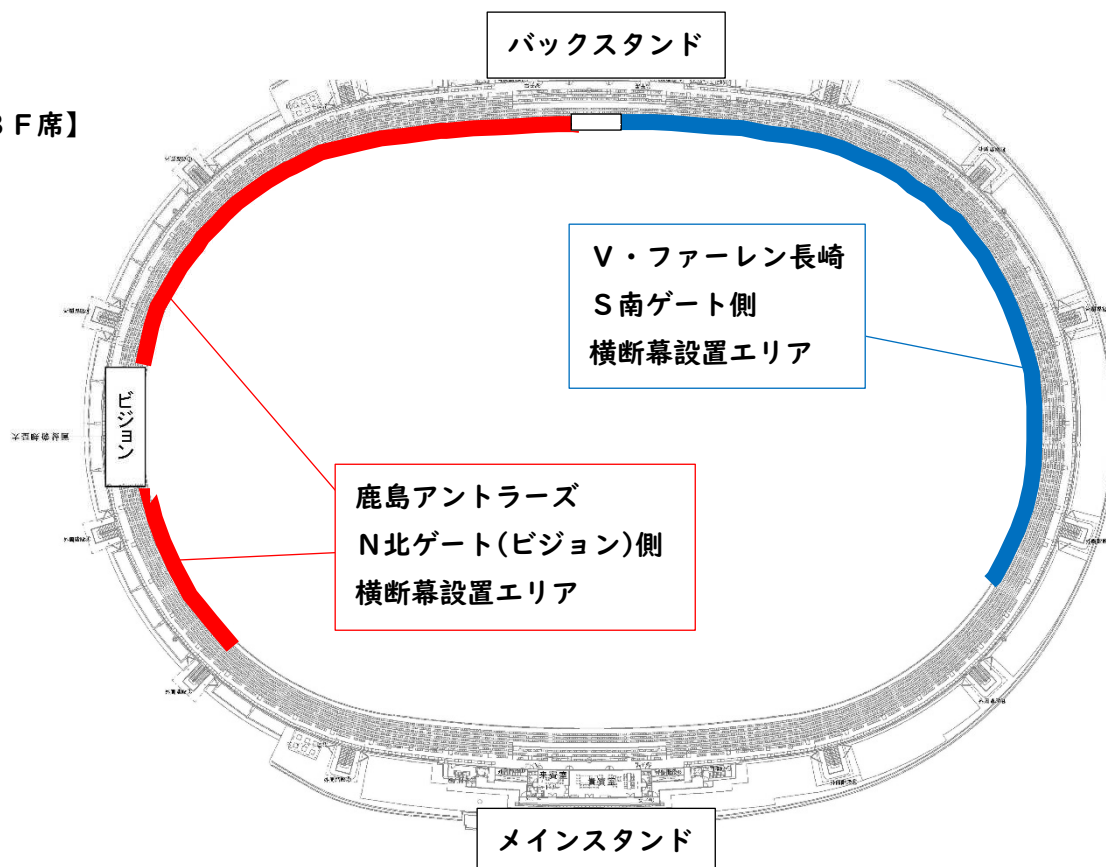 バックスタンド
３Ｆ席】
Ｖ・ファーレン長崎
Ｓ南ゲート側
横断幕設置エリア
ビジョン
鹿島アントラーズ
Ｎ北ゲート(ビジョン)側
横断幕設置エリア
貴賓室
メインスタンド